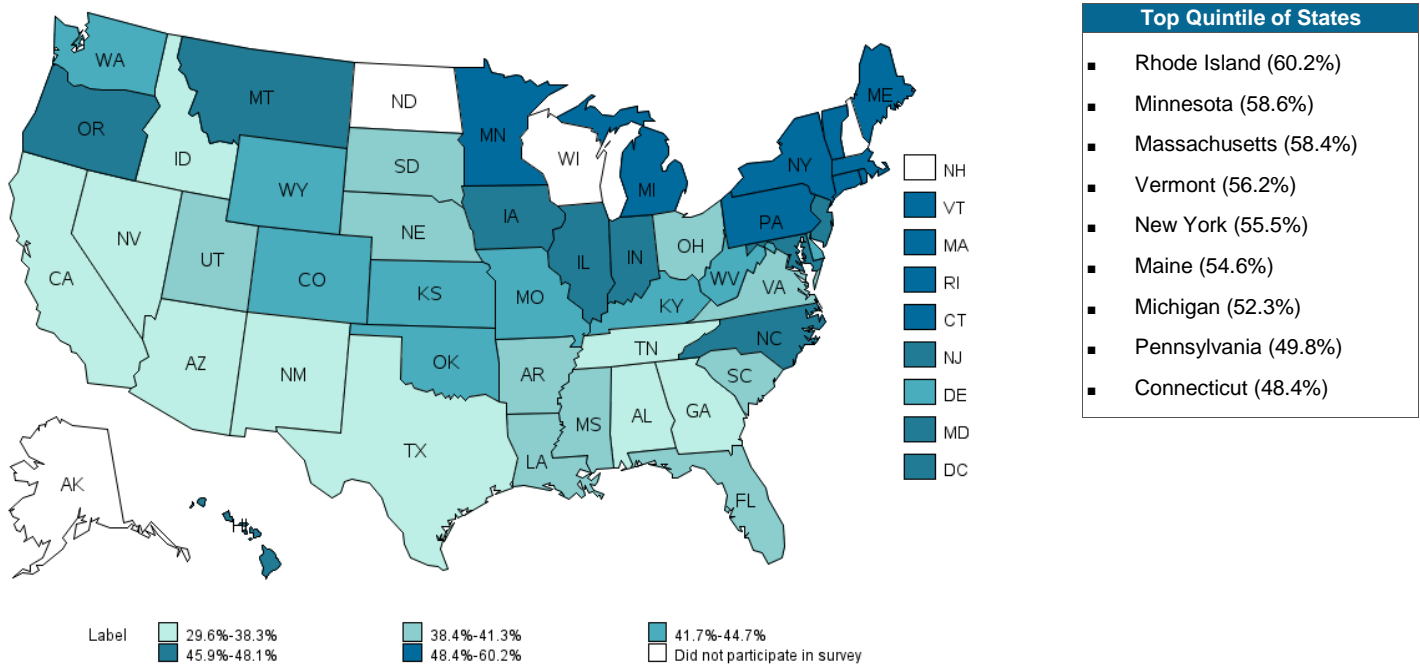 WA
MT
ND
MN
ME
OR
ID
SD
WI
NY
WY
MI
IA
PA
NE
NV
UT
IL
IN
OH
CA
CO
KS
MO
WV
VA
KY
TN
NC
AZ
NM
OK
AR
SC
MS
AL
GA
TX
LA
AK
FL
HI
NH
VT
MA
RI
CT
NJ
DE
MD
DC
Label
29.6%-38.3%
38.4%-41.3%
41.7%-44.7%
45.9%-48.1%
48.4%-60.2%
Did not participate in survey
Top Quintile of States
▪ Rhode Island (60.2%)
▪ Minnesota (58.6%)
▪ Massachusetts (58.4%)
▪ Vermont (56.2%)
▪ New York (55.5%)
▪ Maine (54.6%)
▪ Michigan (52.3%)
▪ Pennsylvania (49.8%)
▪ Connecticut (48.4%)